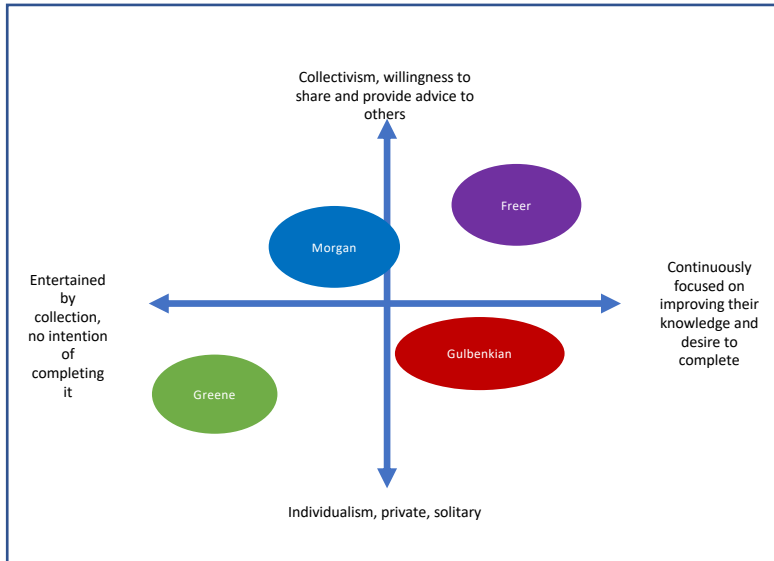 Collectivism, willingness to
share and provide advice to
others
Freer
Morgan
Entertained
by
collection,
no intention
of
completing
it
Continuously
focused on
improving their
knowledge and
desire to
complete
Gulbenkian
Greene
Individualism, private, solitary